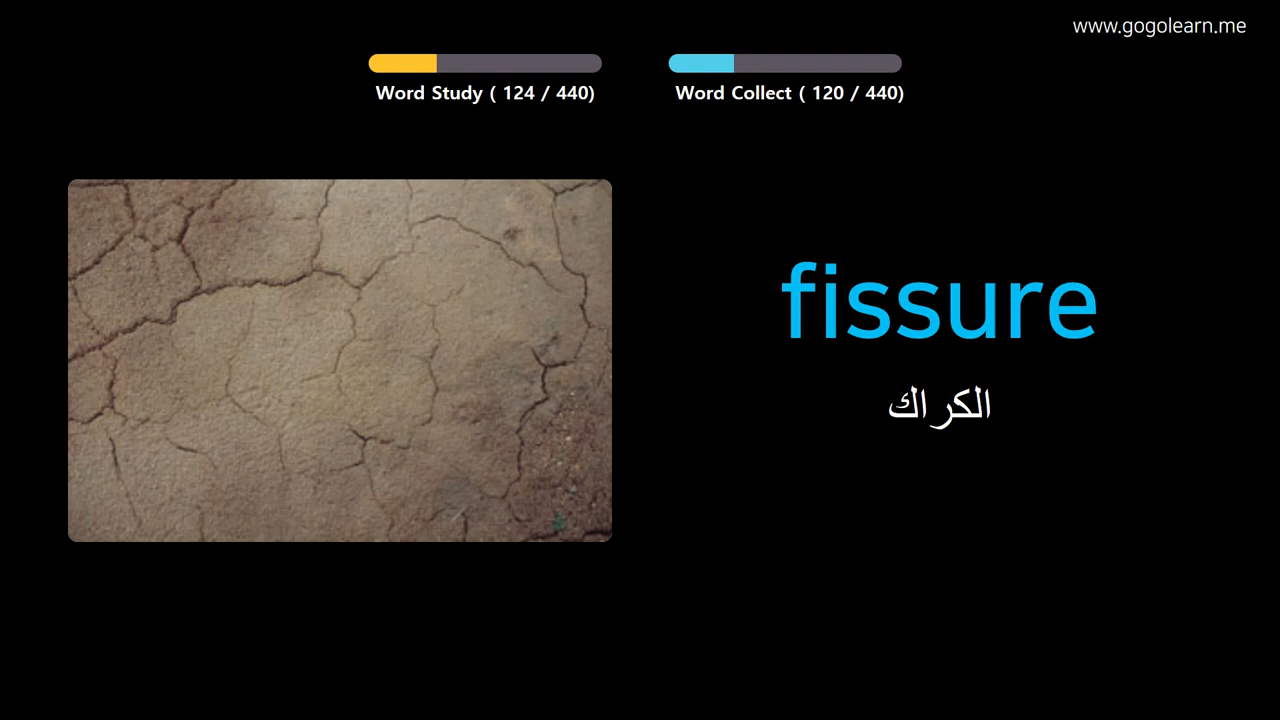 www.gogolearn.me
Word Study ( 124 / 440)
Word Collect ( 120 / 440)
fissure
الكراك